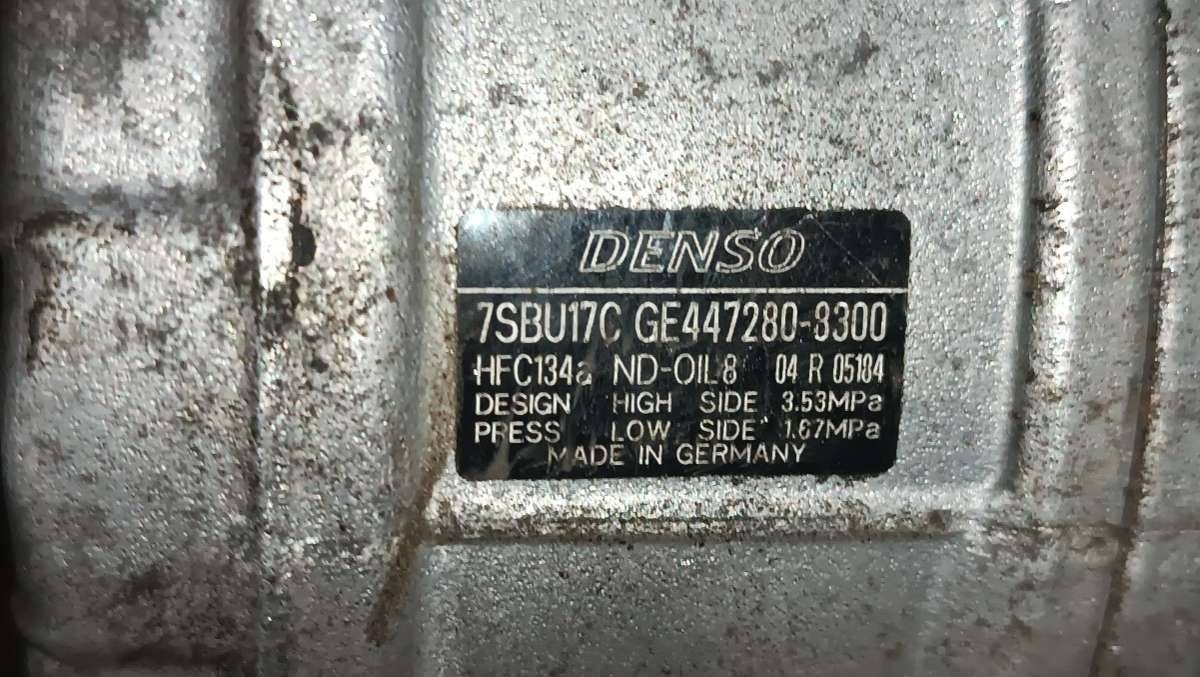 DENSO
7SBU17C GE447280-8300
HFC134a ND-OIL8 04 R 05184
DESIGN HIGH SIDE 3.53MPa
PRESS LOW SIDE 1.67MPa
MADE IN GERMANY